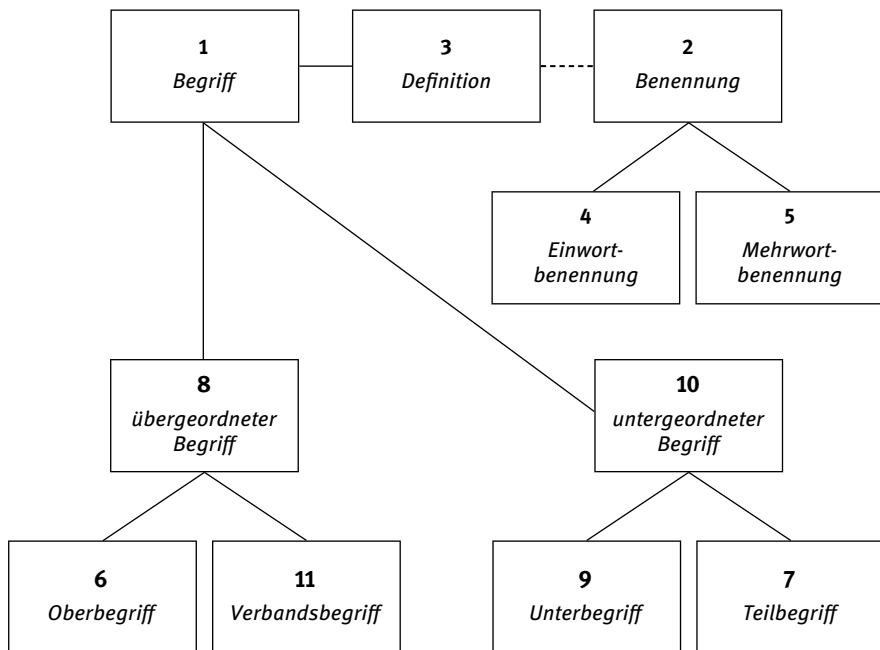 1
Begriff
3
Definition
2
Benennung
4
Einwort-
benennung
5
Mehrwort-
benennung
8
übergeordneter
Begriff
10
untergeordneter
Begriff
6
Oberbegriff
11
Verbandsbegriff
9
Unterbegriff
7
Teilbegriff